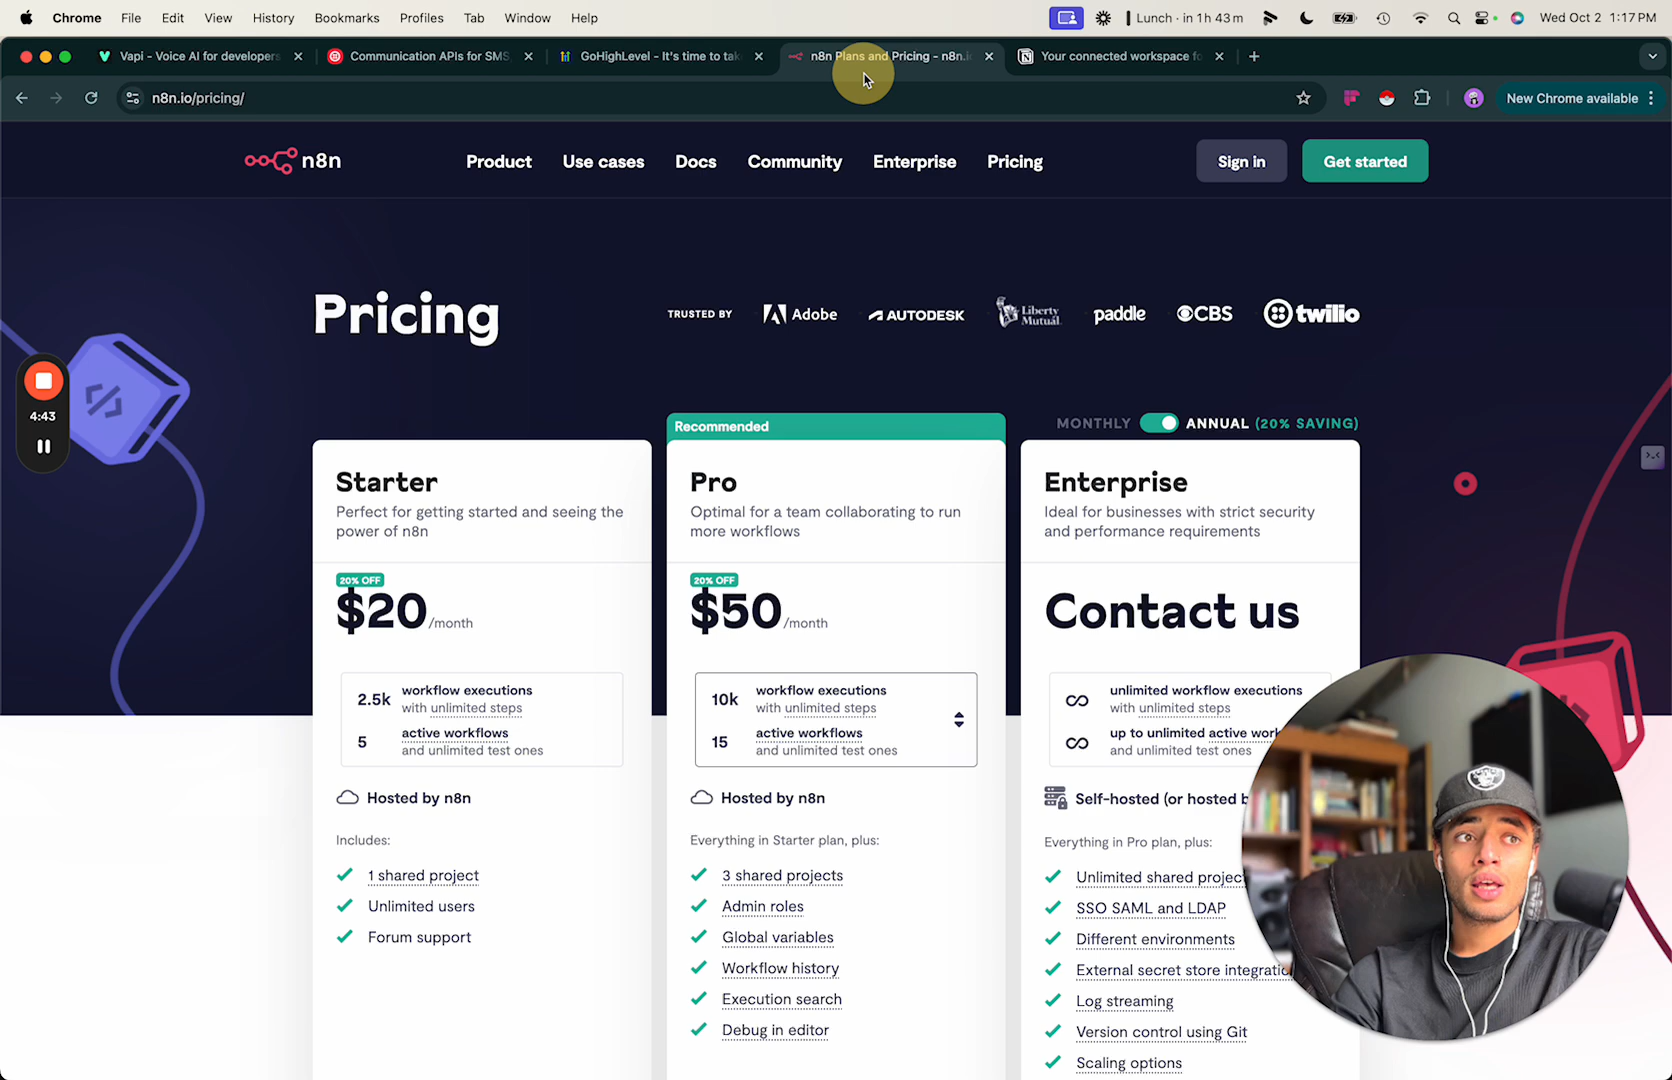 Chrome File Edit View History Bookmarks Profiles Tab Window Help
Lunch · in 1h 43m
Wed Oct 2 1:17PM
Vapi - Voice AI for developers
Communication APIs for SMS,
GoHighLevel - It's time to tak
n8n Plans and Pricing - n8n.i
Your connected workspace fo
n8n.io/pricing/
New Chrome available
n8n
Product Use cases Docs Community Enterprise Pricing
Sign in
Get started
Pricing
TRUSTED BY
Adobe
AUTODESK
Liberty
Mutual.
paddle
CBS
twilio
4:43
MONTHLY ANNUAL (20% SAVING)
Starter
Perfect for getting started and seeing the
power of n8n
20% OFF
$20 /month
2.5k workflow executions
with unlimited steps
5 active workflows
and unlimited test ones
Hosted by n8n
Includes:
1 shared project
Unlimited users
Forum support
Recommended
Pro
Optimal for a team collaborating to run
more workflows
20% OFF
$50 /month
10k workflow executions
with unlimited steps
15 active workflows
and unlimited test ones
Hosted by n8n
Everything in Starter plan, plus:
3 shared projects
Admin roles
Global variables
Workflow history
Execution search
Debug in editor
Enterprise
Ideal for businesses with strict security
and performance requirements
Contact us
∞ unlimited workflow executions
with unlimited steps
∞ up to unlimited active work
and unlimited test ones
Self-hosted (or hosted b
Everything in Pro plan, plus:
Unlimited shared project
SSO SAML and LDAP
Different environments
External secret store integratio
Log streaming
Version control using Git
Scaling options